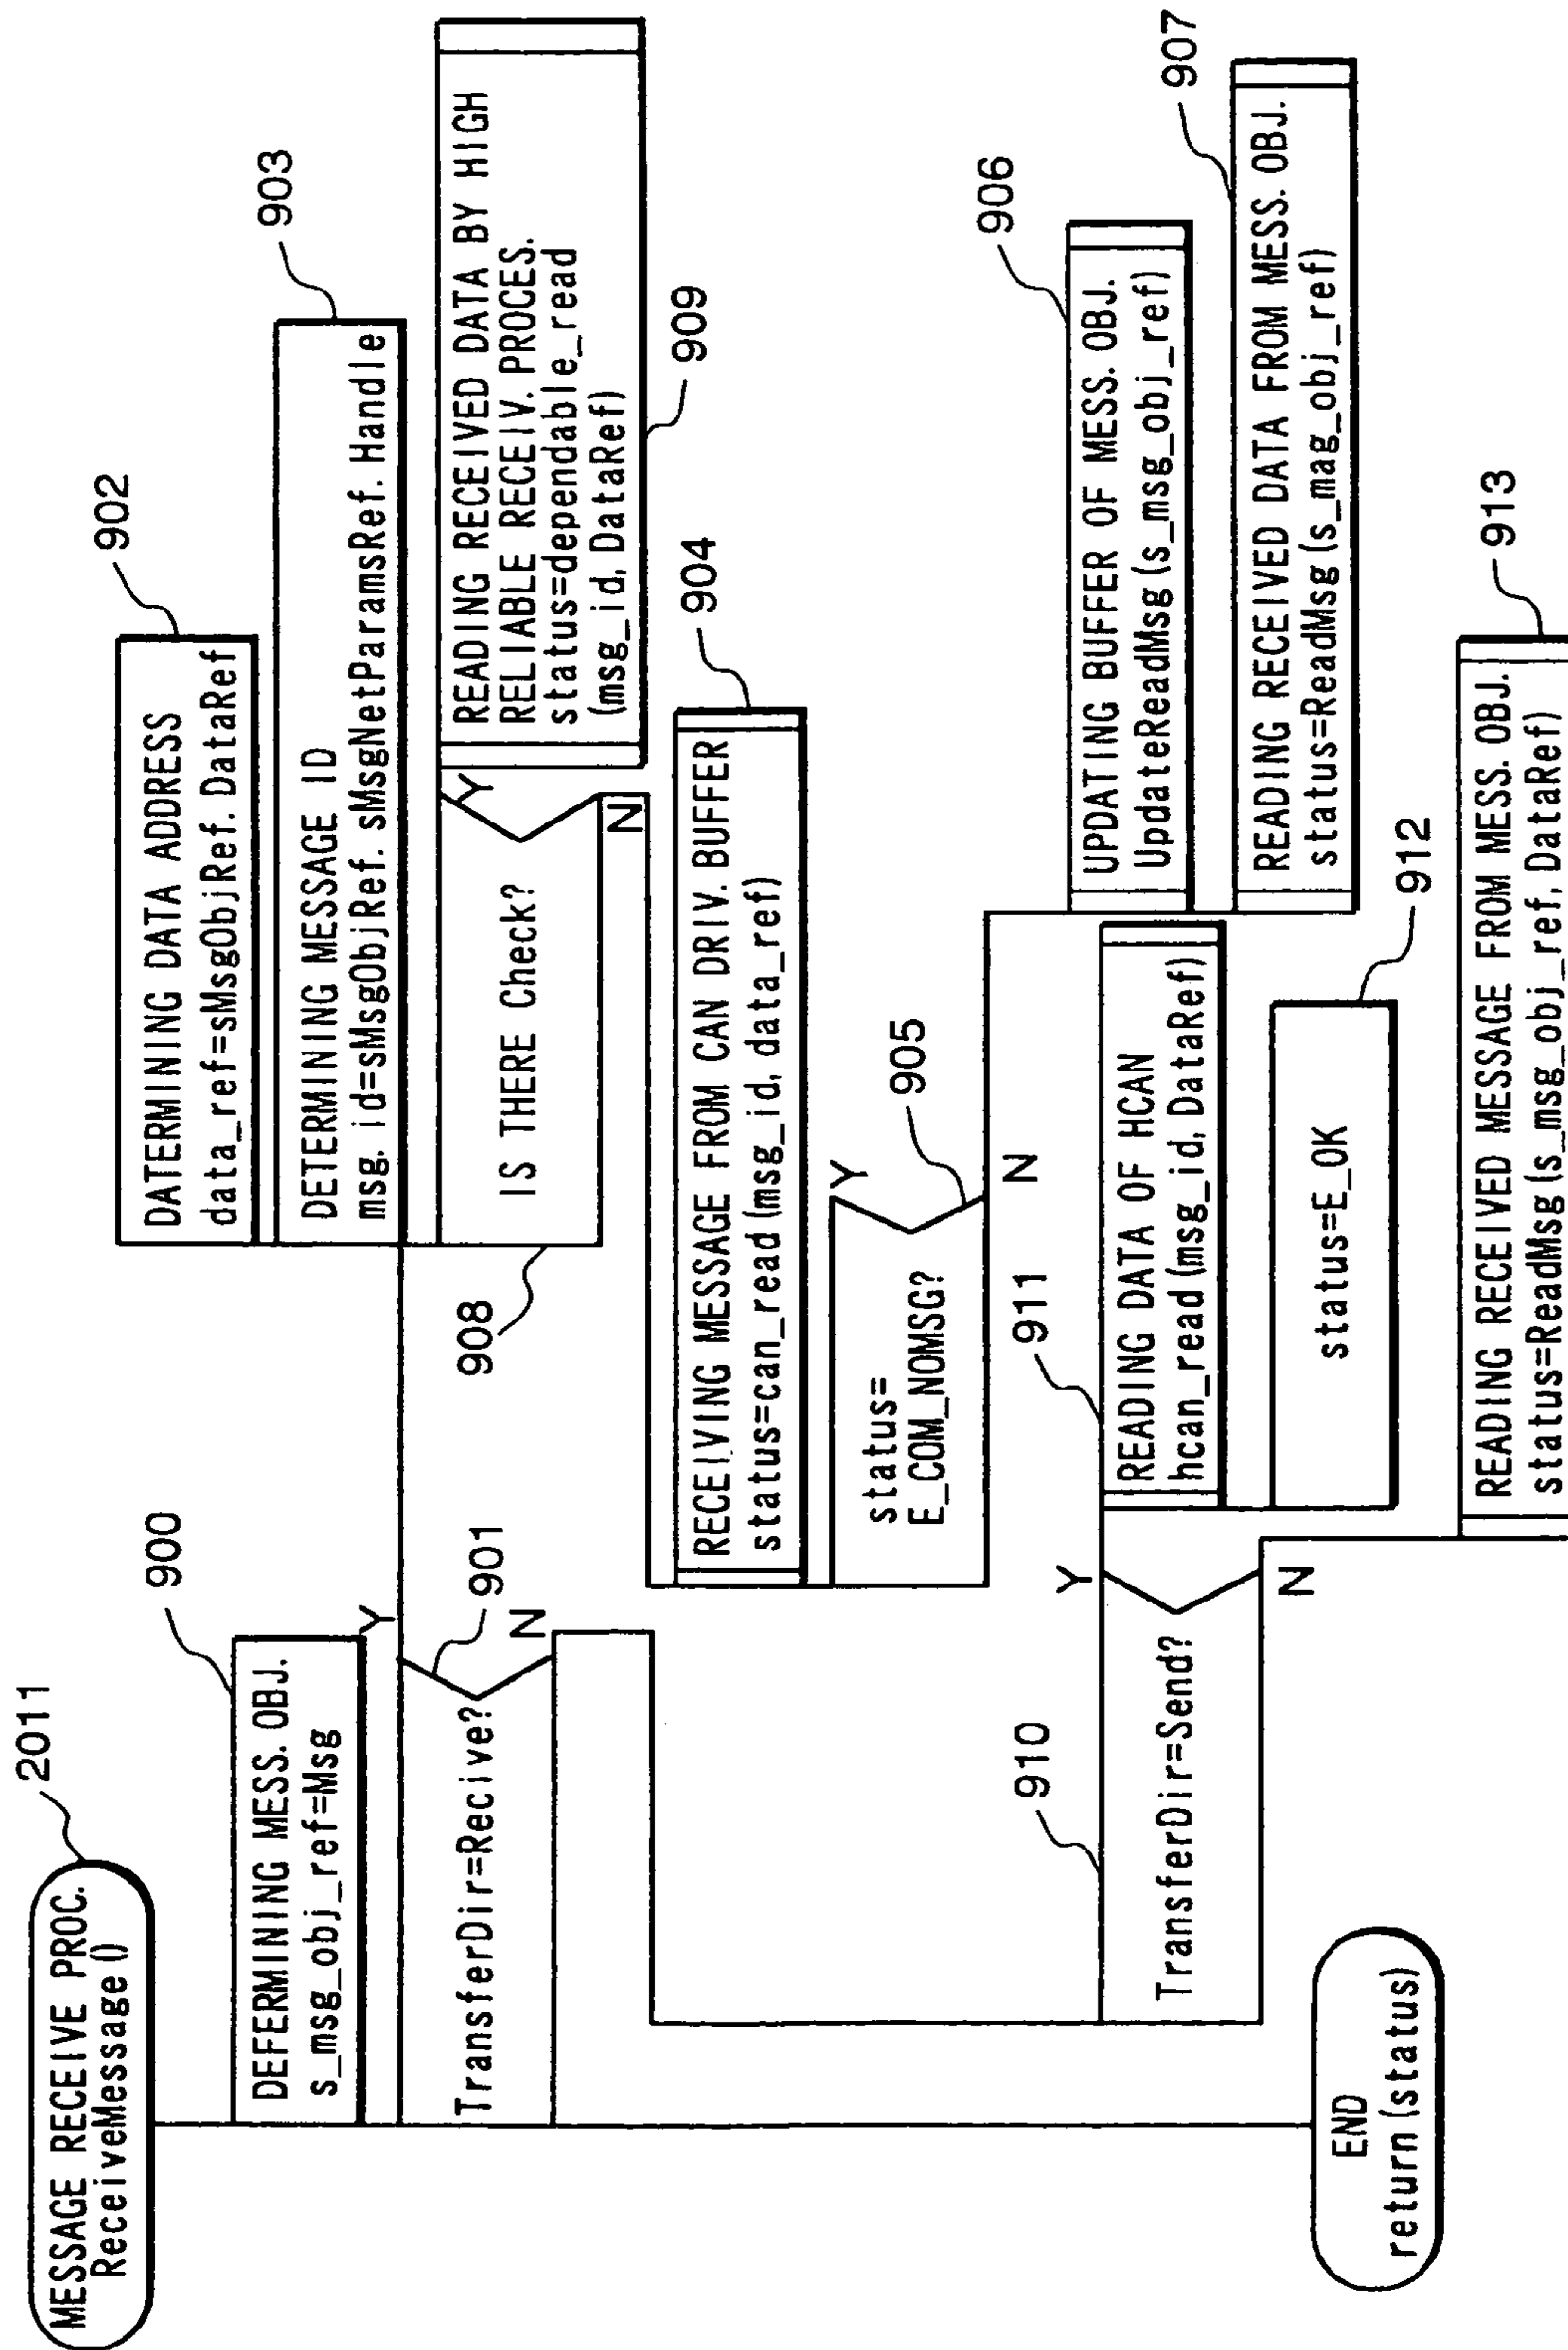 MESSAGE RECEIVE PROC.
ReceiveMessage()
2011
DEFERMINING MESS. OBJ.
s_msg_obj_ref=Msg
900
TransferDir=Recive?
Y
N
901
DATERMINING DATA ADDRESS
data_ref=sMsgObjRef.DataRef
902
DETERMINING MESSAGE ID
msg.id=sMsgObjRef.sMsgNetParamsRef.Handle
903
IS THERE Check?
Y
N
908
READING RECEIVED DATA BY HIGH
RELIABLE RECEIV. PROCES.
status=dependable_read
(msg_id,DataRef)
909
RECEIVING MESSAGE FROM CAN DRIV. BUFFER
status=can_read(msg_id,data_ref)
904
status=
E_COM_NOMSG?
Y
N
905
UPDATING BUFFER OF MESS. OBJ.
UpdateReadMsg(s_msg_obj_ref)
906
READING RECEIVED DATA FROM MESS. OBJ.
status=ReadMsg(s_mag_obj_ref)
907
TransferDir=Send?
Y
N
910
READING DATA OF HCAN
hcan_read(msg_id,DataRef)
911
status=E_OK
912
READING RECEIVED MESSAGE FROM MESS. OBJ.
status=ReadMsg(s_msg_obj_ref,DataRef)
913
END
return(status)